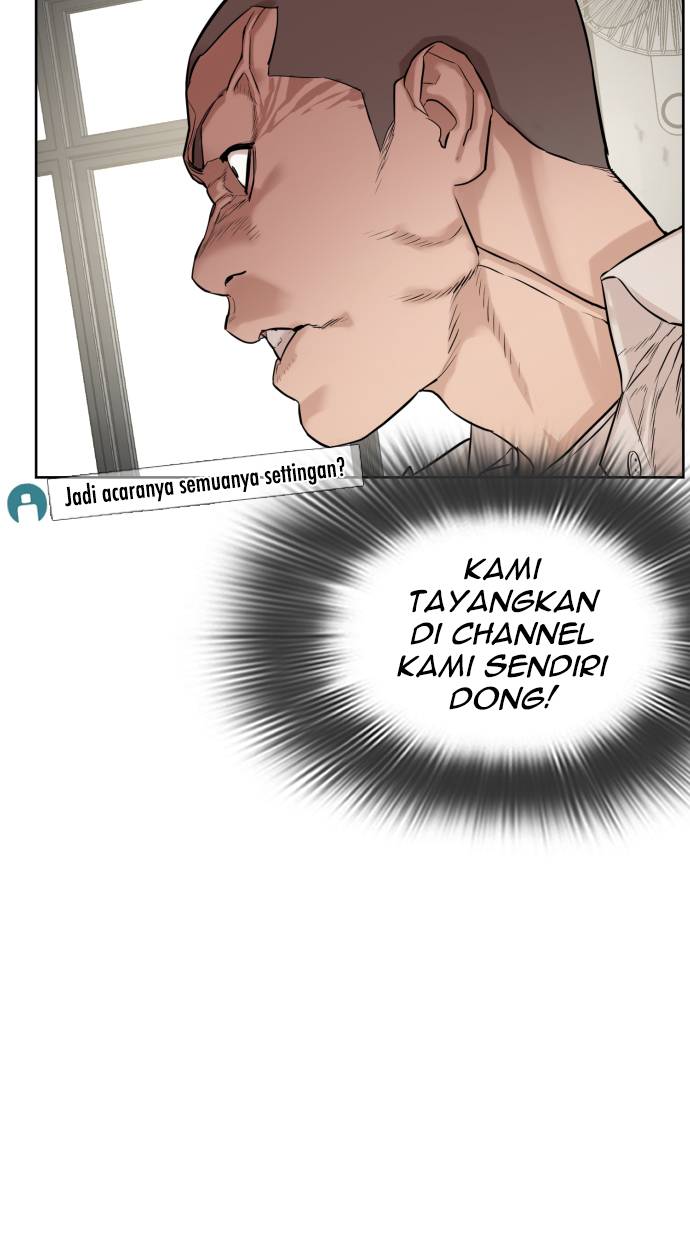 Jadi acaranya semuanya settingan?
KAMI
TAYANGKAN
DI CHANNEL
KAMI SENDIRI
DONG!